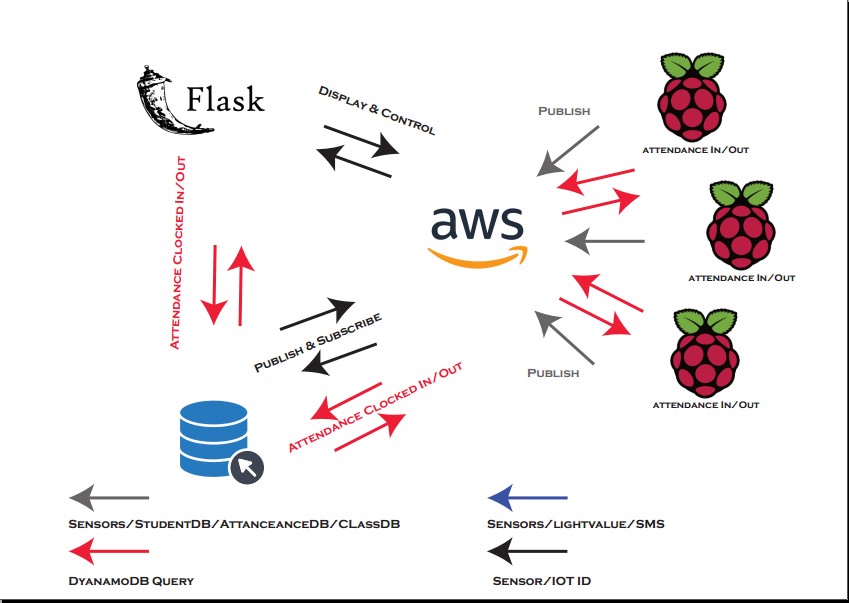 Flask
DISPLAY & CONTROL
PUBLISH
ATTENDANCE IN/OUT
ATTENDANCE CLOCKED IN/OUT
aws
ATTENDANCE IN/OUT
PUBLISH & SUBSCRIBE
PUBLISH
ATTENDANCE IN/OUT
ATTENDANCE CLOCKED IN/OUT
SENSORS/STUDENTDB/ATTANCEANCEDB/CLASSDB
SENSORS/LIGHTVALUE/SMS
DYANAMODB QUERY
SENSOR/IOT ID